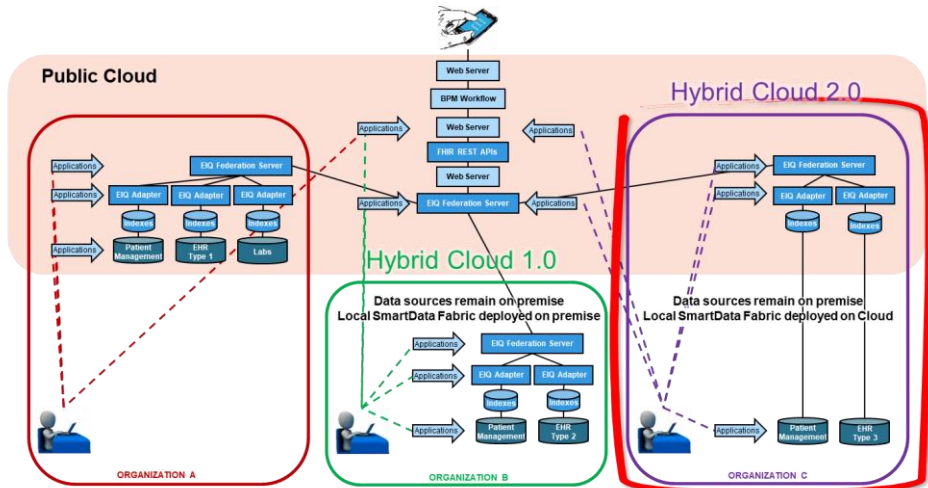 Public Cloud
Web Server
BPM Workflow
Hybrid Cloud 2.0
Applications
Web Server
Applications
FHIR REST APIs
Web Server
Applications
EIQ Federation Server
Applications
EIQ Adapter
EIQ Adapter
EIQ Adapter
Indexes
Indexes
Indexes
Applications
Patient
Management
EHR
Type 1
Labs
Applications
EIQ Federation Server
Applications
Applications
EIQ Federation Server
Applications
EIQ Adapter
EIQ Adapter
Indexes
Indexes
Hybrid Cloud 1.0
Data sources remain on premise
Local SmartData Fabric deployed on premise
Applications
EIQ Federation Server
Applications
EIQ Adapter
EIQ Adapter
Indexes
Indexes
Applications
Patient
Management
EHR
Type 2
Data sources remain on premise
Local SmartData Fabric deployed on Cloud
Applications
Patient
Management
EHR
Type 3
ORGANIZATION A
ORGANIZATION B
ORGANIZATION C